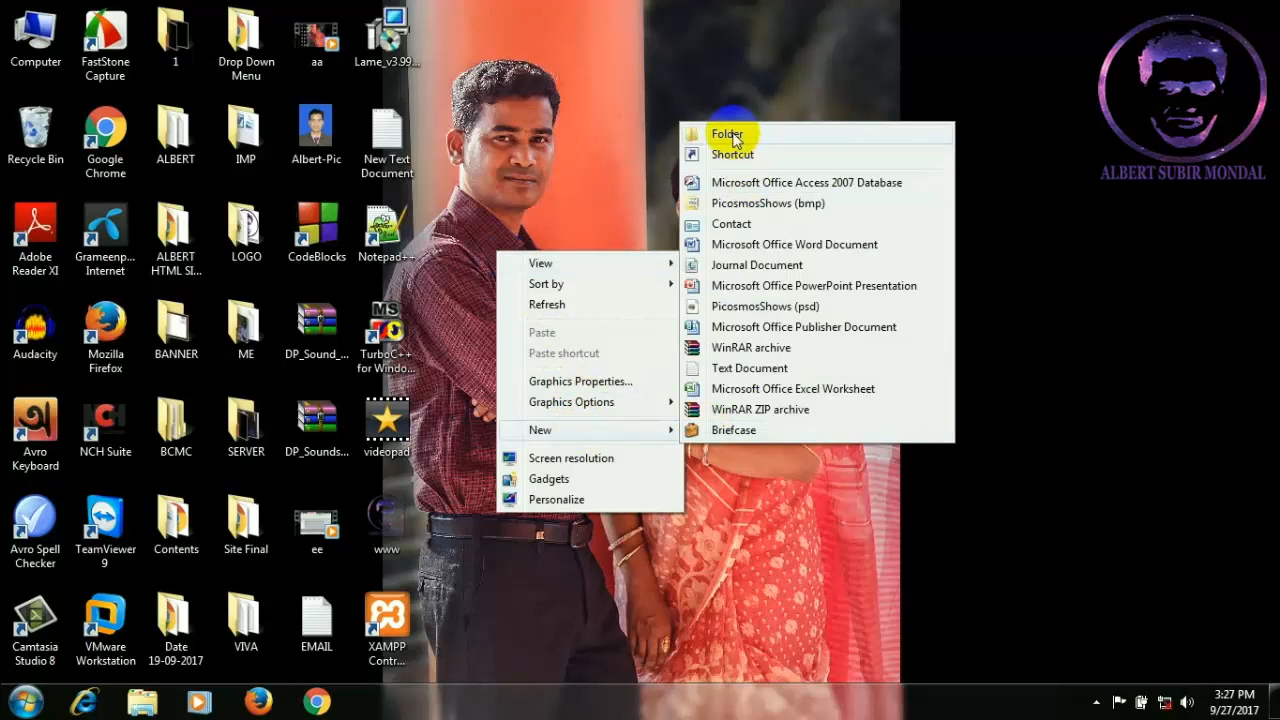 Computer
FastStone
Capture
1
Drop Down
Menu
aa
Lame_v3.99...
Recycle Bin
Google
Chrome
ALBERT
IMP
Albert-Pic
New Text
Document
Adobe
Reader XI
Grameenp...
Internet
ALBERT
HTML SI...
LOGO
CodeBlocks
Notepad++
Audacity
Mozilla
Firefox
BANNER
ME
DP_Sound_...
MS
TurboC++
for Windo...
Avro
Keyboard
NCH
NCH Suite
BCMC
SERVER
DP_Sounds...
videopad
Avro Spell
Checker
TeamViewer
9
Contents
Site Final
ee
www
Camtasia
Studio 8
VMware
Workstation
Date
19-09-2017
VIVA
EMAIL
XAMPP
Contr...
View
Sort by
Refresh
Paste
Paste shortcut
Graphics Properties...
Graphics Options
New
Screen resolution
Gadgets
Personalize
Folder
Shortcut
Microsoft Office Access 2007 Database
PicosmosShows (bmp)
Contact
Microsoft Office Word Document
Journal Document
Microsoft Office PowerPoint Presentation
PicosmosShows (psd)
Microsoft Office Publisher Document
WinRAR archive
Text Document
Microsoft Office Excel Worksheet
WinRAR ZIP archive
Briefcase
ALBERT SUBIR MONDAL
3:27 PM
9/27/2017